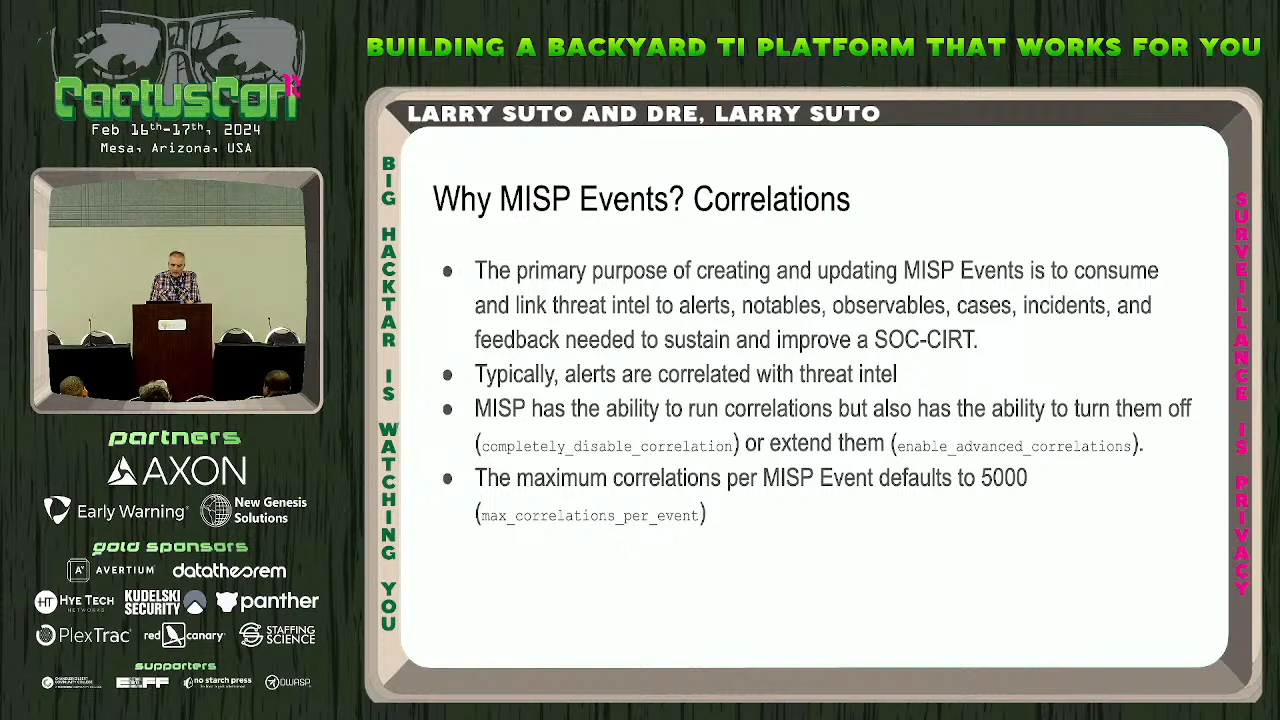 BUILDING A BACKYARD TI PLATFORM THAT WORKS FOR YOU
CactusCon
Feb 16th-17th, 2024
Mesa, Arizona, USA
LARRY SUTO AND DRE, LARRY SUTO
BIG HACKTAR IS WATCHING YOU
Why MISP Events? Correlations
● The primary purpose of creating and updating MISP Events is to consume
and link threat intel to alerts, notables, observables, cases, incidents, and
feedback needed to sustain and improve a SOC-CIRT.
● Typically, alerts are correlated with threat intel
● MISP has the ability to run correlations but also has the ability to turn them off
(completely_disable_correlation) or extend them (enable_advanced_correlations).
● The maximum correlations per MISP Event defaults to 5000
(max_correlations_per_event)
SURVEILLANCE IS PRIVACY
partners
AXON
Early Warning
New Genesis
Solutions
gold sponsors
AVERTIUM
datatheorem
HT HYE TECH
NETWORKS
KUDELSKI
SECURITY
panther
PlexTrac
red canary
STAFFING
SCIENCE
supporters
EFF
no starch press
OWASP